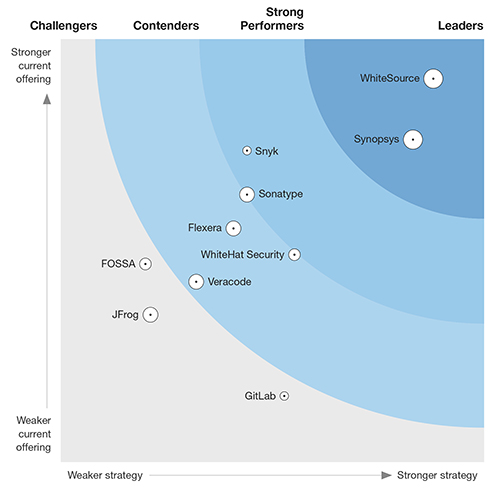 Challengers
Contenders
Strong
Performers
Leaders
Stronger
current
offering
WhiteSource
Synopsys
Snyk
Sonatype
Flexera
WhiteHat Security
FOSSA
Veracode
JFrog
GitLab
Weaker
current
offering
Weaker strategy
Stronger strategy